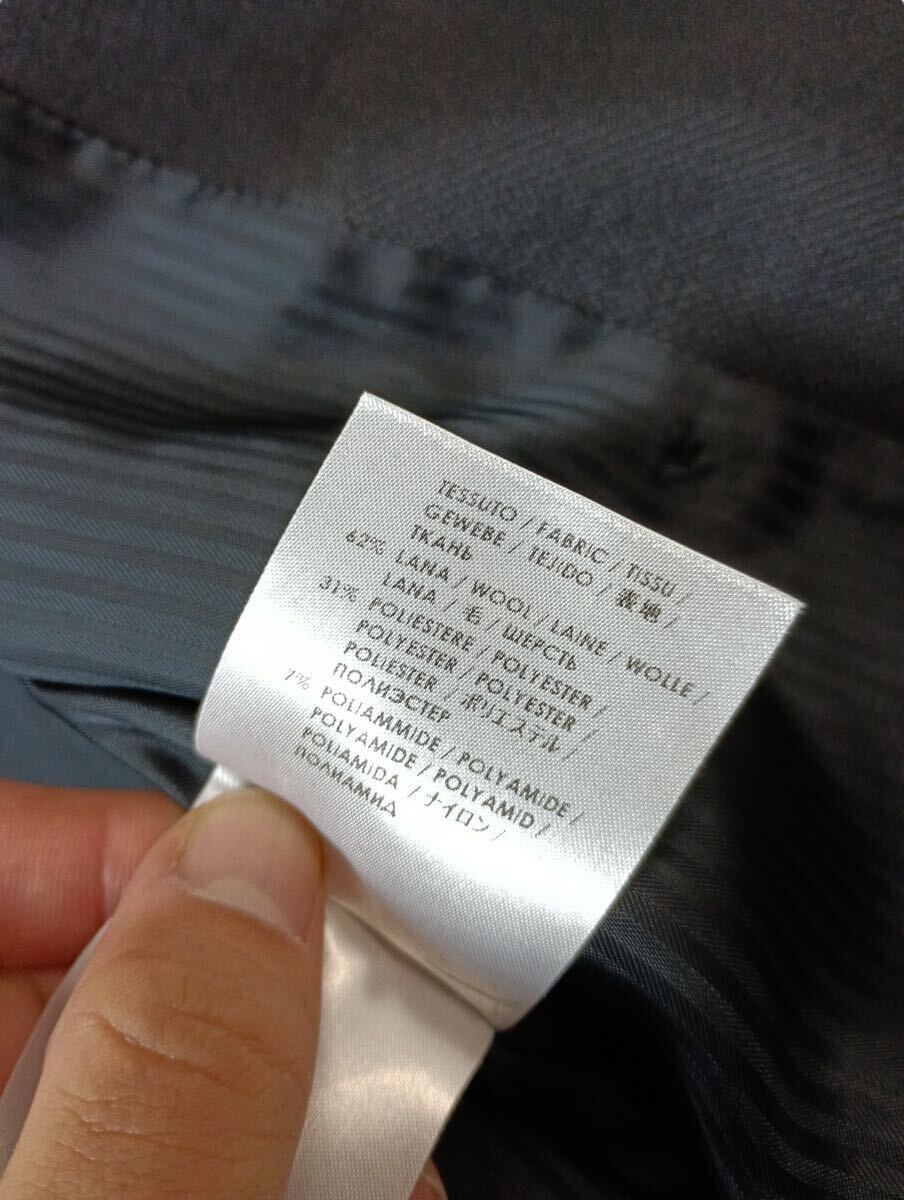 TESSUTO / FABRIC / TISSU /
GEWEBE / TEJIDO / 表地 /
ТКАНЬ
62% LANA / WOOL / LAINE / WOLLE /
LANA / 毛 / ШЕРСТЬ
31% POLIESTERE / POLYESTER /
POLYESTER / POLYESTER /
POLIESTER / ポリエステル /
ПОЛИЭСТЕР
7% POLIAMMIDE / POLYAMIDE /
POLYAMIDE / POLYAMID /
POLIAMIDA / ナイロン /
ПОЛИАМИД